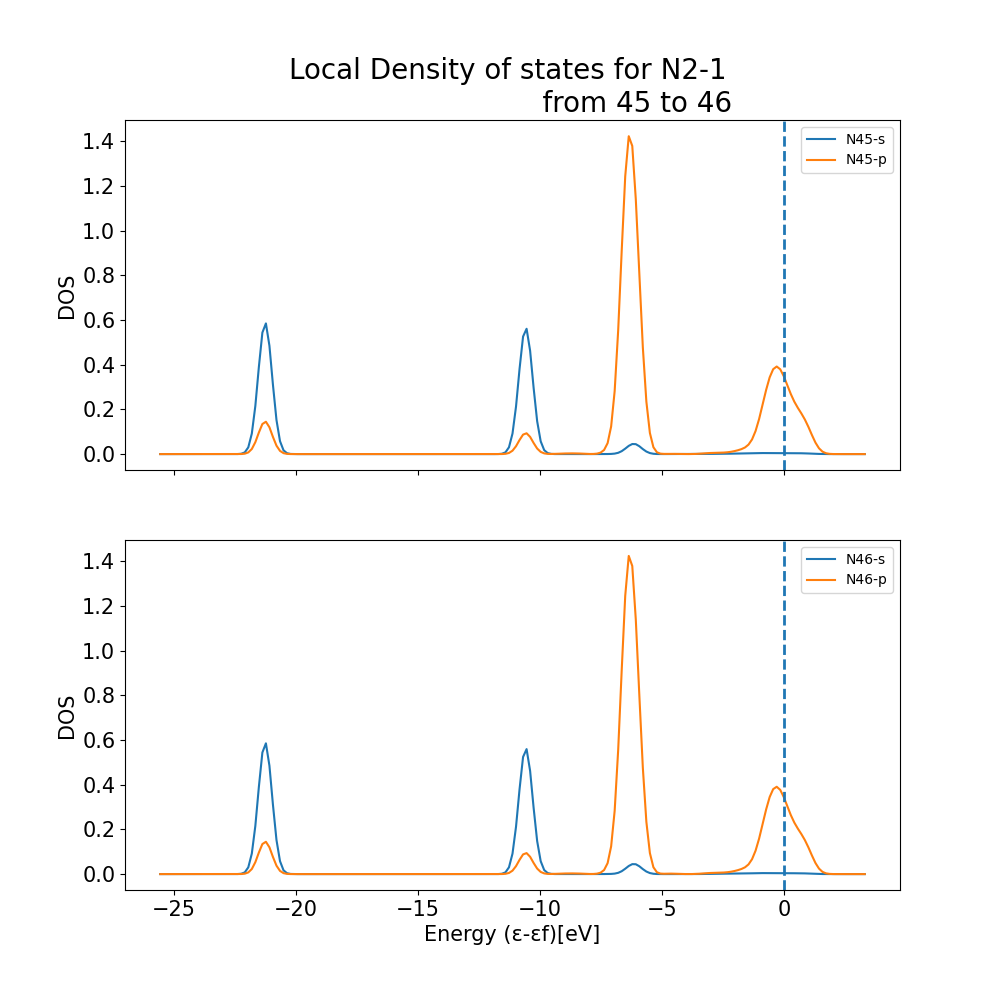 Local Density of states for N2-1
from 45 to 46
1.4
1.2
1.0
0.8
0.6
0.4
0.2
0.0
DOS
N45-s
N45-p
1.4
1.2
1.0
0.8
0.6
0.4
0.2
0.0
DOS
N46-s
N46-p
−25 −20 −15 −10 −5 0
Energy (ε-εf)[eV]